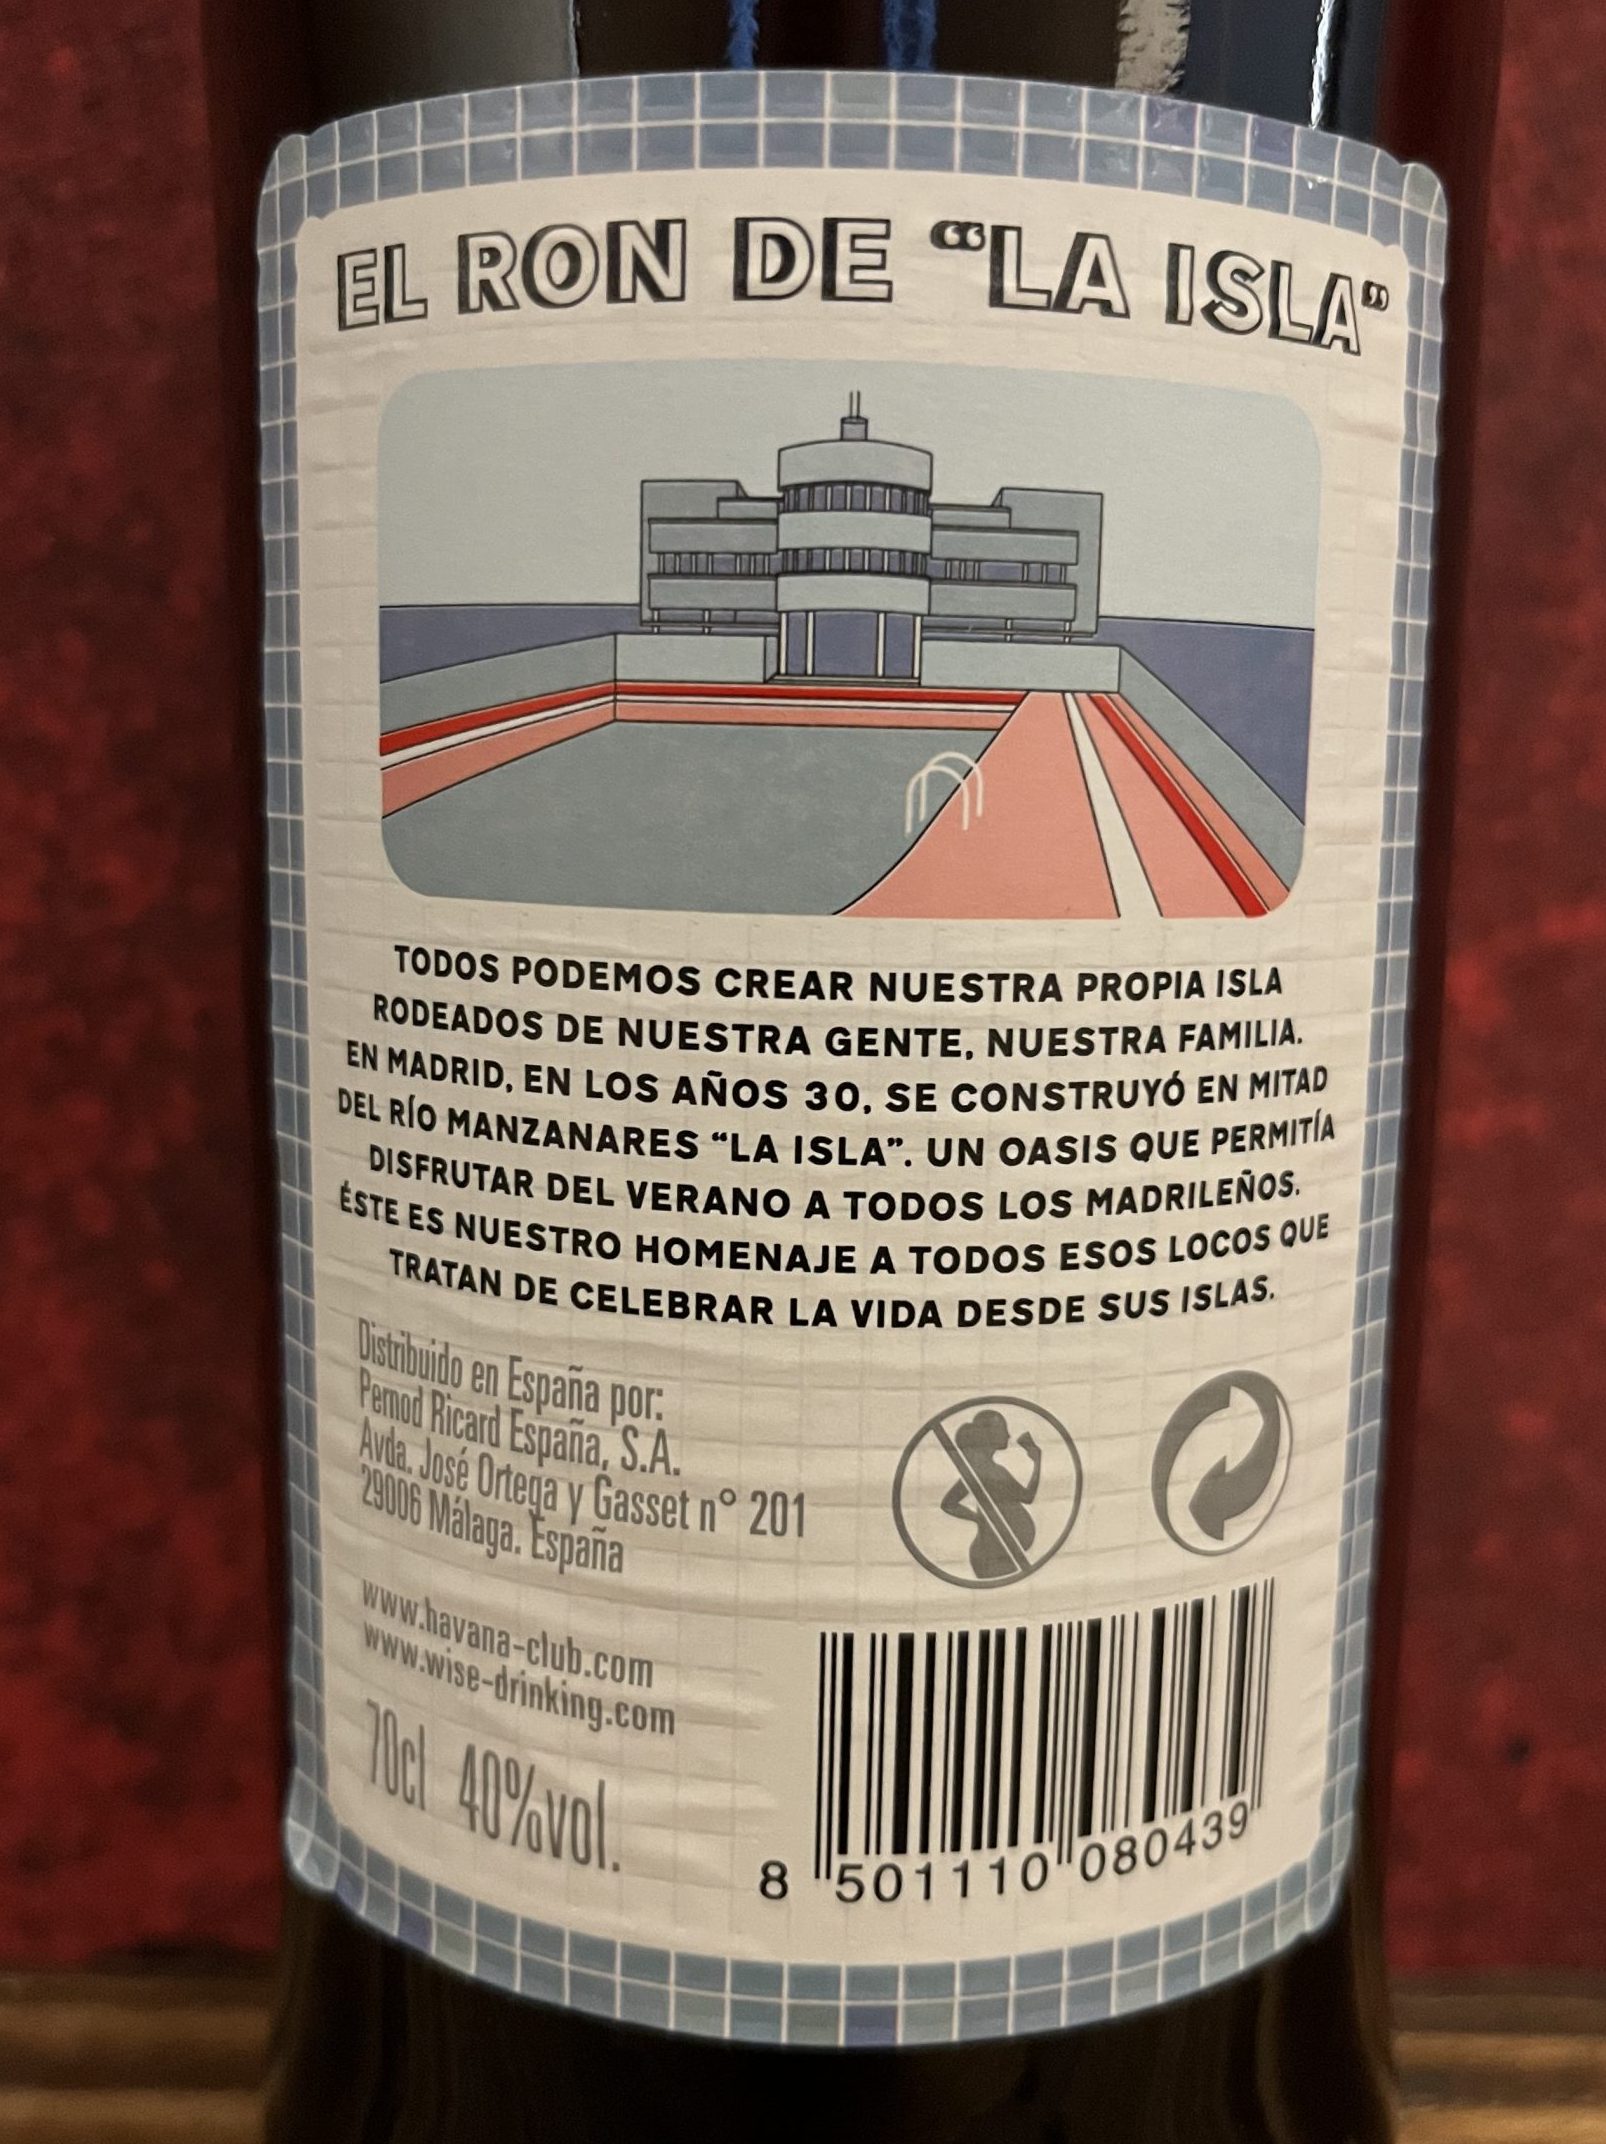 EL RON DE “LA ISLA”
TODOS PODEMOS CREAR NUESTRA PROPIA ISLA
RODEADOS DE NUESTRA GENTE, NUESTRA FAMILIA.
EN MADRID, EN LOS AÑOS 30, SE CONSTRUYÓ EN MITAD
DEL RÍO MANZANARES “LA ISLA”. UN OASIS QUE PERMITÍA
DISFRUTAR DEL VERANO A TODOS LOS MADRILEÑOS.
ÉSTE ES NUESTRO HOMENAJE A TODOS ESOS LOCOS QUE
TRATAN DE CELEBRAR LA VIDA DESDE SUS ISLAS.
Distribuido en España por:
Pernod Ricard España, S.A.
Avda. José Ortega y Gasset nº 201
29006 Málaga. España
www.havana-club.com
www.wise-drinking.com
70cl 40%vol.
8 501110 080439